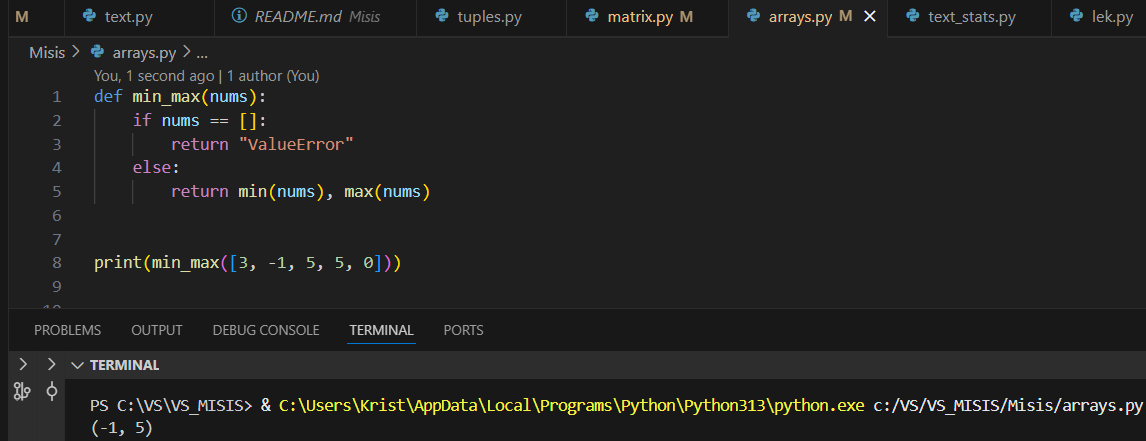 M text.py README.md Misis tuples.py matrix.py M arrays.py M text_stats.py lek.py
Misis > arrays.py > ...
You, 1 second ago | 1 author (You)
1 def min_max(nums):
2 if nums == []:
3 return "ValueError"
4 else:
5 return min(nums), max(nums)
6
7
8 print(min_max([3, -1, 5, 5, 0]))
9
PROBLEMS OUTPUT DEBUG CONSOLE TERMINAL PORTS
TERMINAL
PS C:\VS\VS_MISIS> & C:\Users\Krist\AppData\Local\Programs\Python\Python313\python.exe c:/VS/VS_MISIS/Misis/arrays.py
(-1, 5)